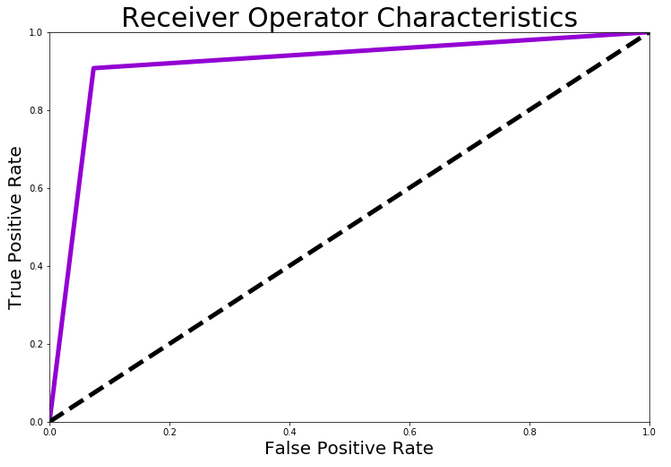 Receiver Operator Characteristics
1.0
0.8
0.6
0.4
0.2
0.0
True Positive Rate
0.0 0.2 0.4 0.6 0.8 1.0
False Positive Rate